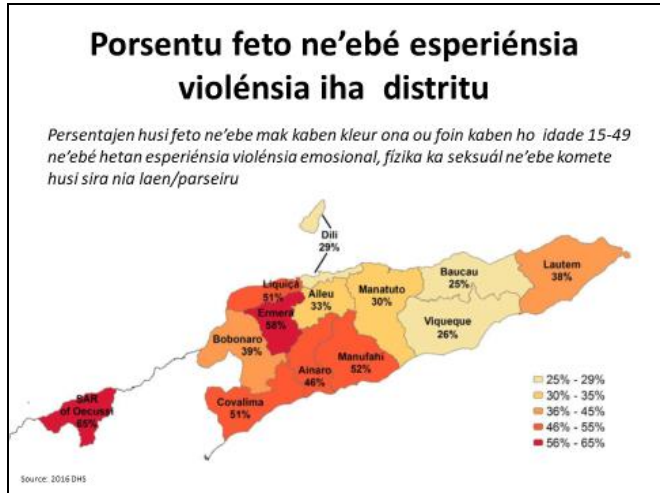 Porsentu feto ne'ebé esperiénsia
violénsia iha distritu
Persentajen husi feto ne'ebe mak kaben kleur ona ou foin kaben ho idade 15-49
ne'ebé hetan esperiénsia violénsia emosional, fízika ka seksuál ne'ebe komete
husi sira nia laen/parseiru
Dili
29%
Liquiçá
51%
Aileu
33%
Manatuto
30%
Baucau
25%
Lautem
38%
Ermera
58%
Viqueque
26%
Bobonaro
39%
Manufahi
52%
Ainaro
46%
Covalima
51%
SAR
of Oecussi
65%
25% - 29%
30% - 35%
36% - 45%
46% - 55%
56% - 65%
Source: 2016 DHS